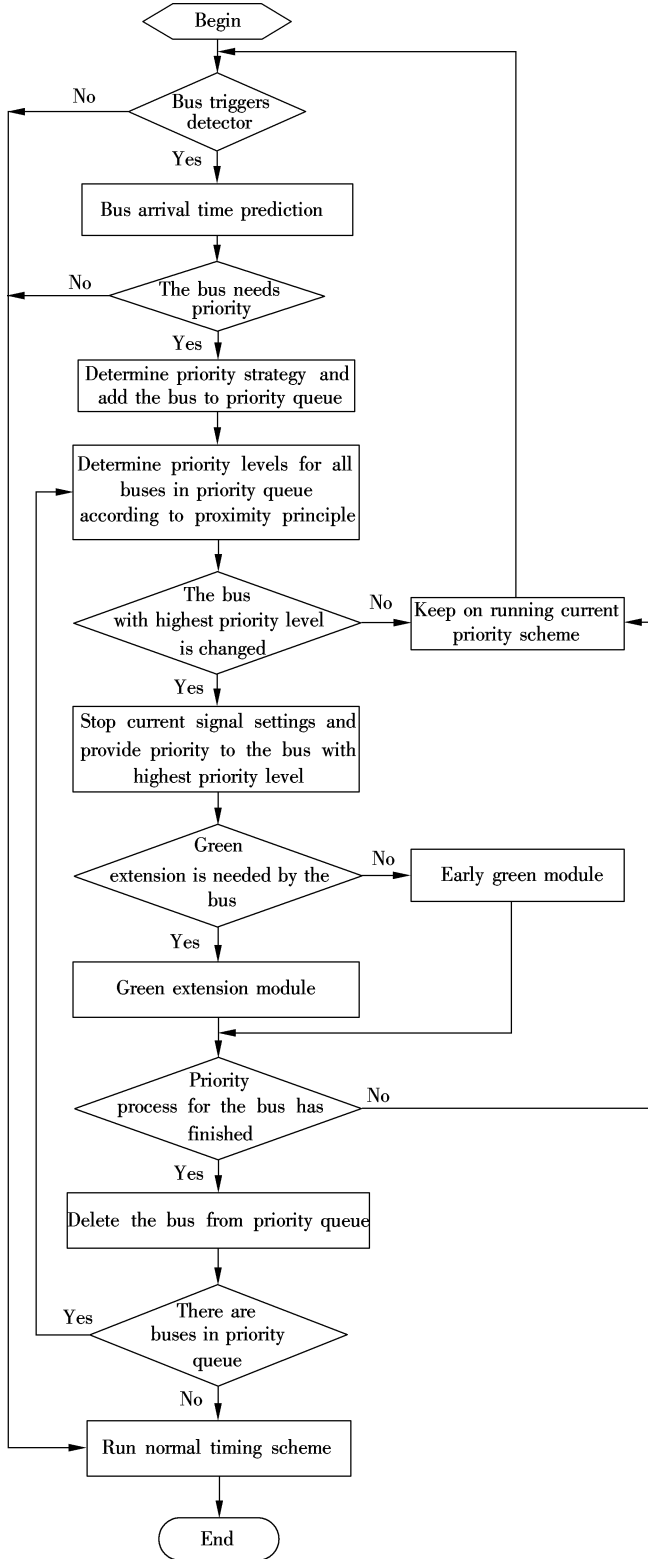 Begin
No
Bus triggers
detector
Yes
Bus arrival time prediction
No
The bus needs
priority
Yes
Determine priority strategy and
add the bus to priority queue
Determine priority levels for all
buses in priority queue
according to proximity principle
The bus
with highest priority level
is changed
No
Keep on running current
priority scheme
Yes
Stop current signal settings and
provide priority to the bus with
highest priority level
Green
extension is needed by the
bus
No
Early green module
Yes
Green extension module
Priority
process for the bus has
finished
No
Yes
Delete the bus from priority queue
Yes
There are
buses in priority
queue
No
Run normal timing scheme
End